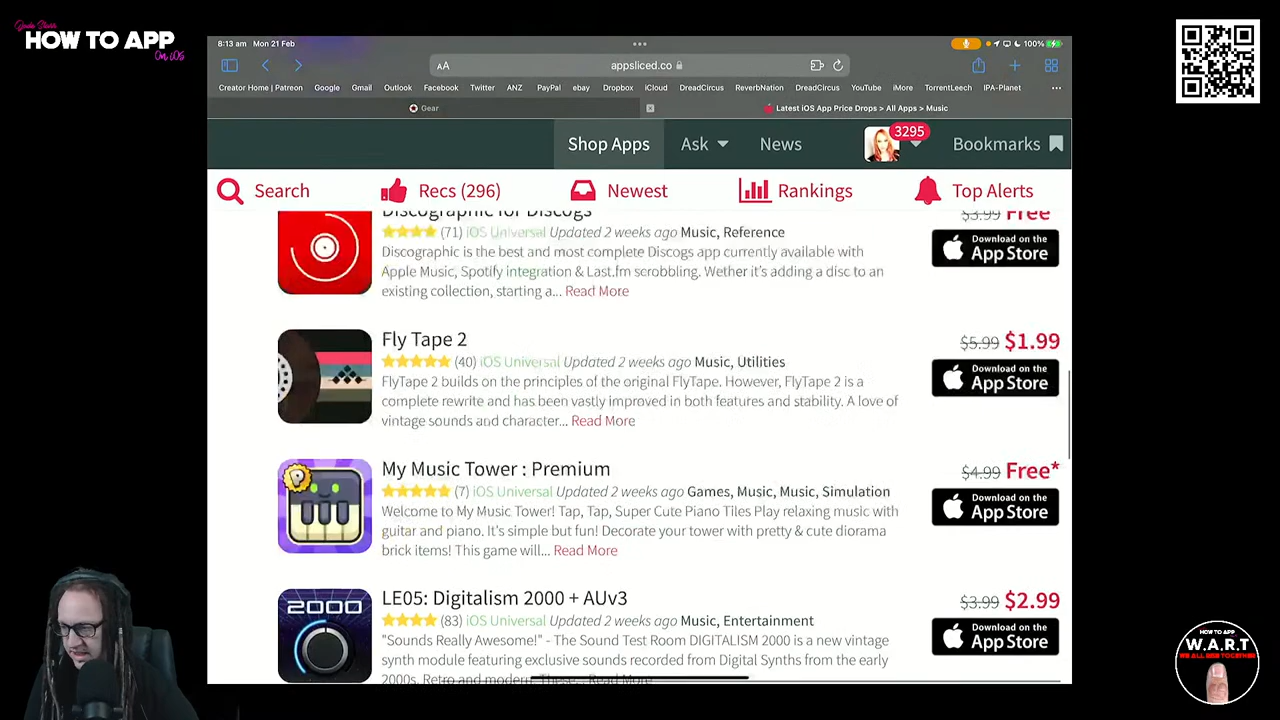 HOW TO APP
On iOS
8:13 am Mon 21 Feb
100%
AA
appsliced.co
Creator Home | Patreon Google Gmail Outlook Facebook Twitter ANZ PayPal ebay Dropbox iCloud DreadCircus ReverbNation DreadCircus YouTube iMore TorrentLeech IPA-Planet
Gear
Latest iOS App Price Drops > All Apps > Music
Shop Apps Ask News 3295 Bookmarks
Search Recs (296) Newest Rankings Top Alerts
Discographic for Discogs
$3.99 Free
(71) iOS Universal Updated 2 weeks ago Music, Reference
Discographic is the best and most complete Discogs app currently available with
Apple Music, Spotify integration & Last.fm scrobbling. Wether it's adding a disc to an
existing collection, starting a... Read More
Download on the
App Store
Fly Tape 2
$5.99 $1.99
(40) iOS Universal Updated 2 weeks ago Music, Utilities
FlyTape 2 builds on the principles of the original FlyTape. However, FlyTape 2 is a
complete rewrite and has been vastly improved in both features and stability. A love of
vintage sounds and character... Read More
Download on the
App Store
My Music Tower : Premium
$4.99 Free*
(7) iOS Universal Updated 2 weeks ago Games, Music, Music, Simulation
Welcome to My Music Tower! Tap, Tap, Super Cute Piano Tiles Play relaxing music with
guitar and piano. It's simple but fun! Decorate your tower with pretty & cute diorama
brick items! This game will... Read More
Download on the
App Store
P
2000
LE05: Digitalism 2000 + AUv3
$3.99 $2.99
(83) iOS Universal Updated 2 weeks ago Music, Entertainment
"Sounds Really Awesome!" - The Sound Test Room DIGITALISM 2000 is a new vintage
synth module featuring exclusive sounds recorded from Digital Synths from the early
2000s. Retro and modern. These... Read More
Download on the
App Store
HOW TO APP
W.A.R.T